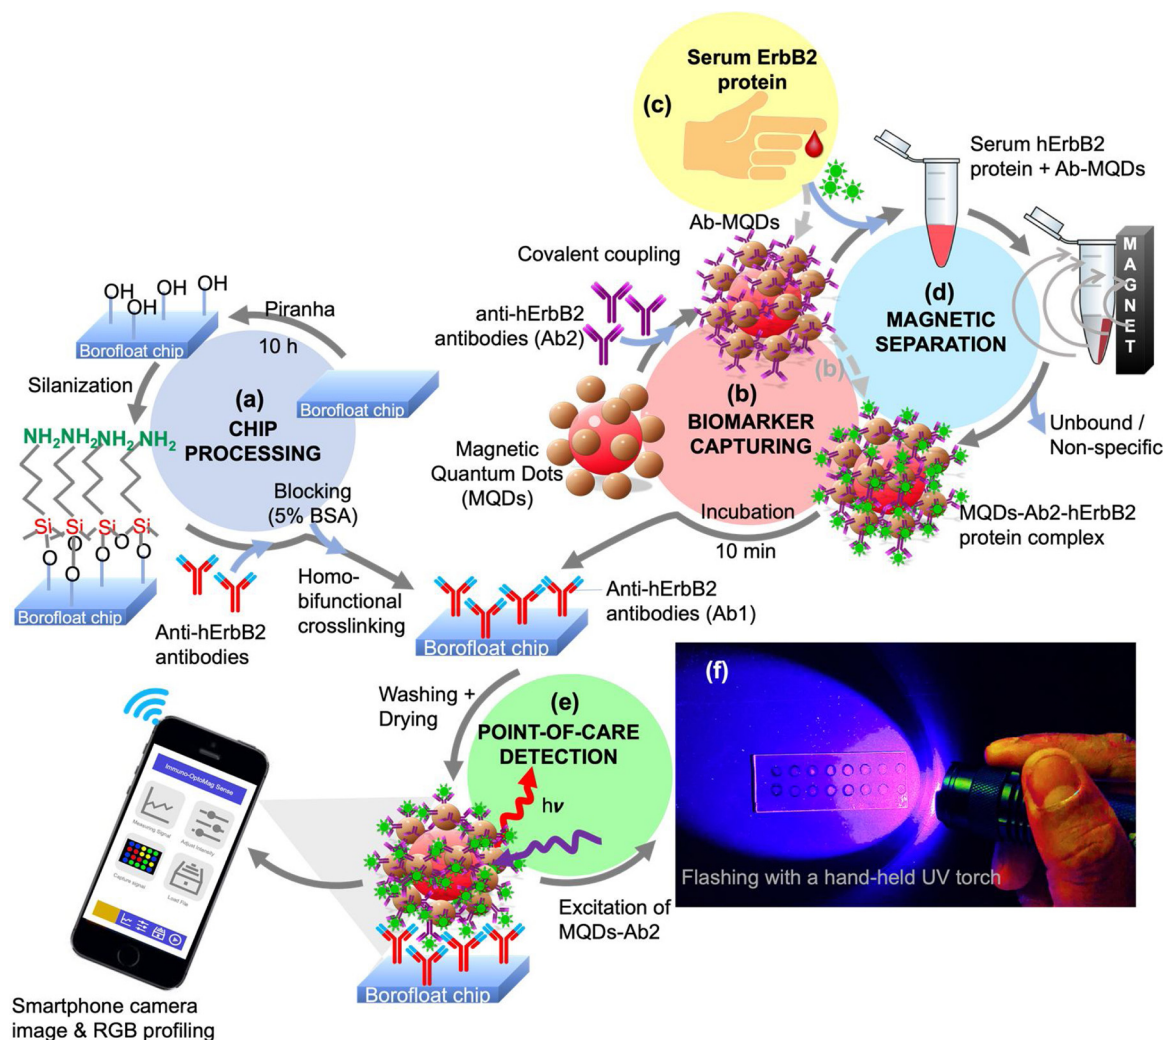 Serum ErbB2
protein
(c)
Serum hErbB2
protein + Ab-MQDs
Ab-MQDs
Covalent coupling
anti-hErbB2
antibodies (Ab2)
MAGNET
(d)
MAGNETIC
SEPARATION
OH
OH
OH
OH
Borofloat chip
Piranha
10 h
Silanization
Borofloat chip
(a)
CHIP
PROCESSING
NH2 NH2 NH2 NH2
Si Si Si Si
O O O O O O
Borofloat chip
Blocking
(5% BSA)
Anti-hErbB2
antibodies
Homo-
bifunctional
crosslinking
Magnetic
Quantum Dots
(MQDs)
(b)
(b)
BIOMARKER
CAPTURING
Unbound /
Non-specific
MQDs-Ab2-hErbB2
protein complex
Incubation
10 min
Anti-hErbB2
antibodies (Ab1)
Borofloat chip
Washing +
Drying
(e)
POINT-OF-CARE
DETECTION
hν
Excitation of
MQDs-Ab2
Borofloat chip
(f)
Flashing with a hand-held UV torch
Immuno-OptoMag Sense
Measuring Signal
Adjust Intensity
Capture signal
Load File
Smartphone camera
image & RGB profiling